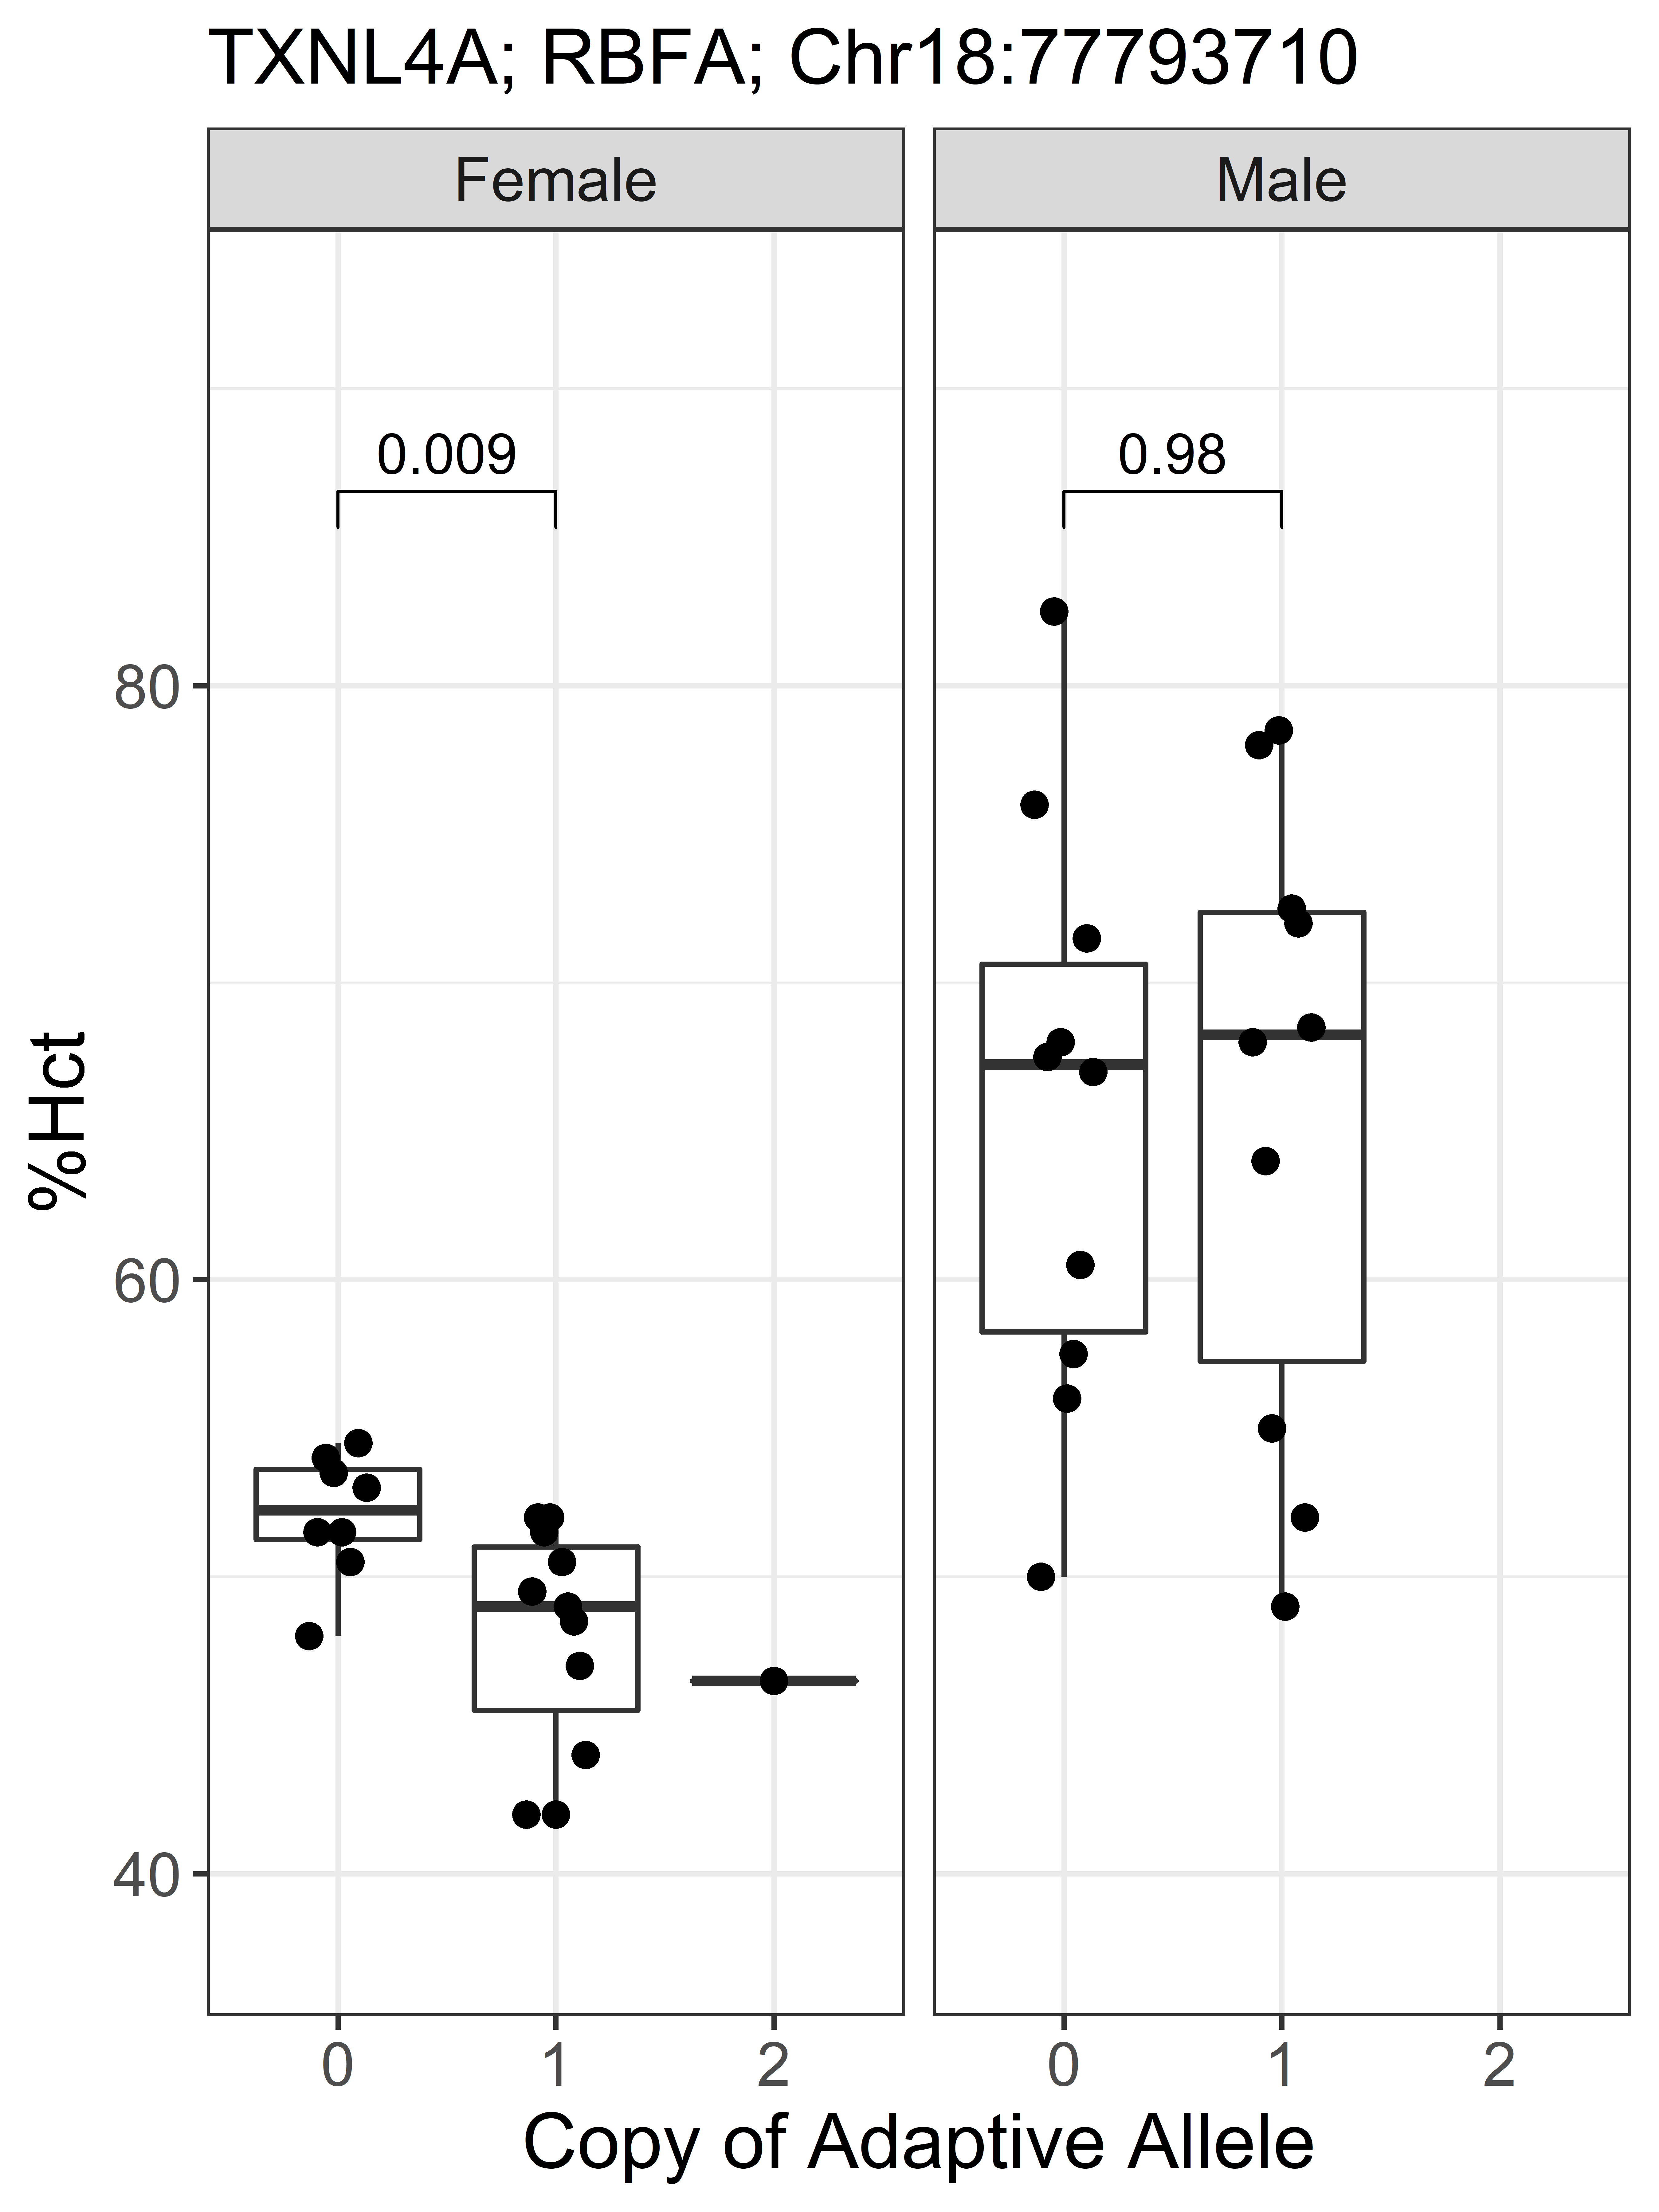 TXNL4A; RBFA; Chr18:77793710
Female
Male
0.009
0.98
%Hct
80
60
40
0 1 2
0 1 2
Copy of Adaptive Allele